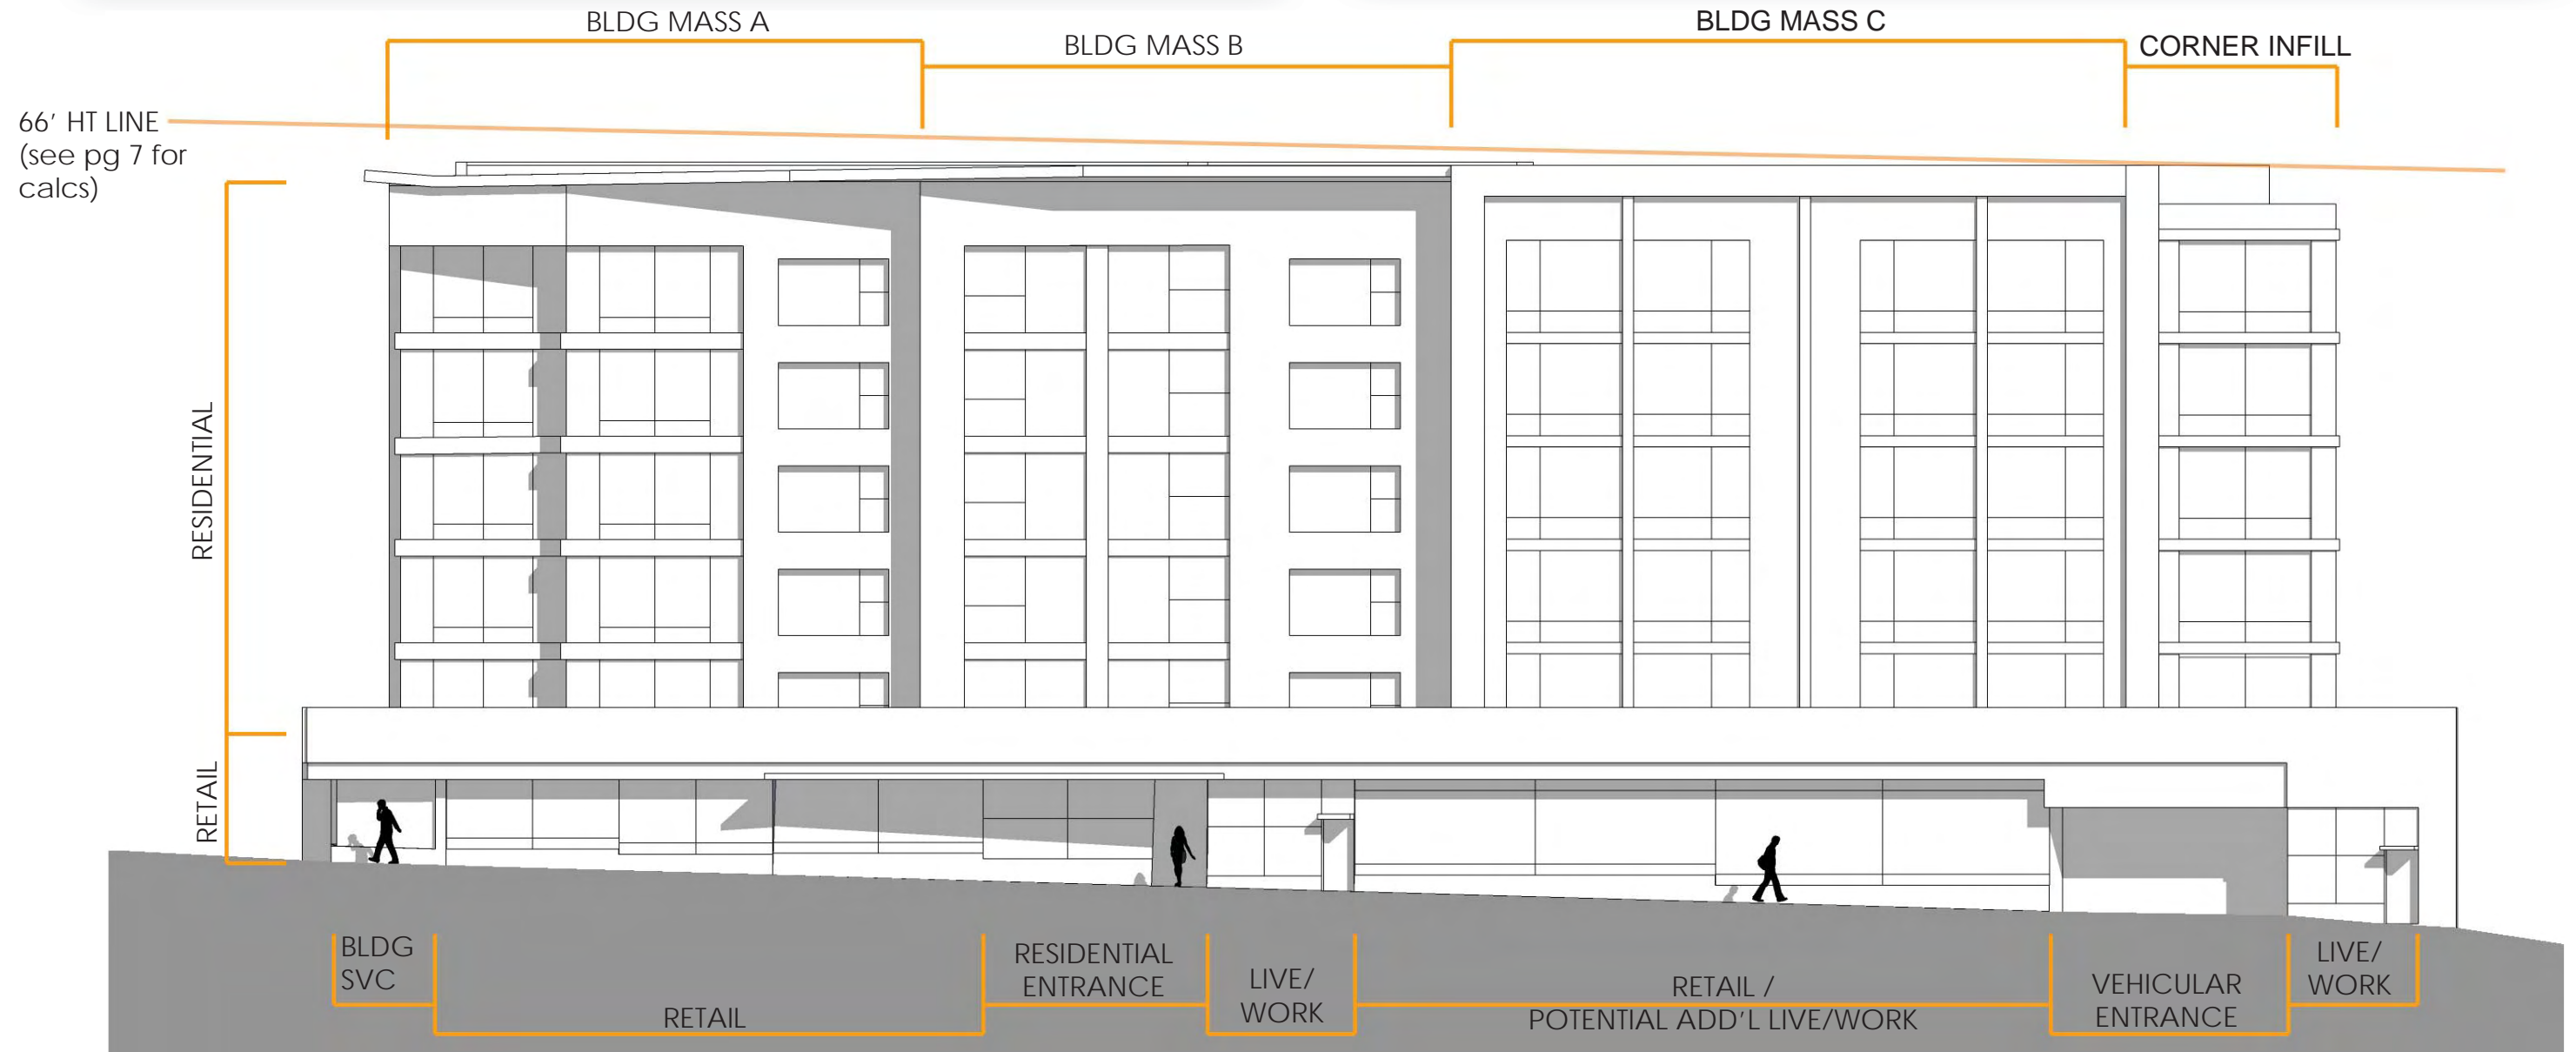 BLDG MASS A
BLDG MASS B
BLDG MASS C
CORNER INFILL
66' HT LINE
(see pg 7 for
calcs)
RESIDENTIAL
RETAIL
BLDG
SVC
RETAIL
RESIDENTIAL
ENTRANCE
LIVE/
WORK
RETAIL /
POTENTIAL ADD'L LIVE/WORK
VEHICULAR
ENTRANCE
LIVE/
WORK